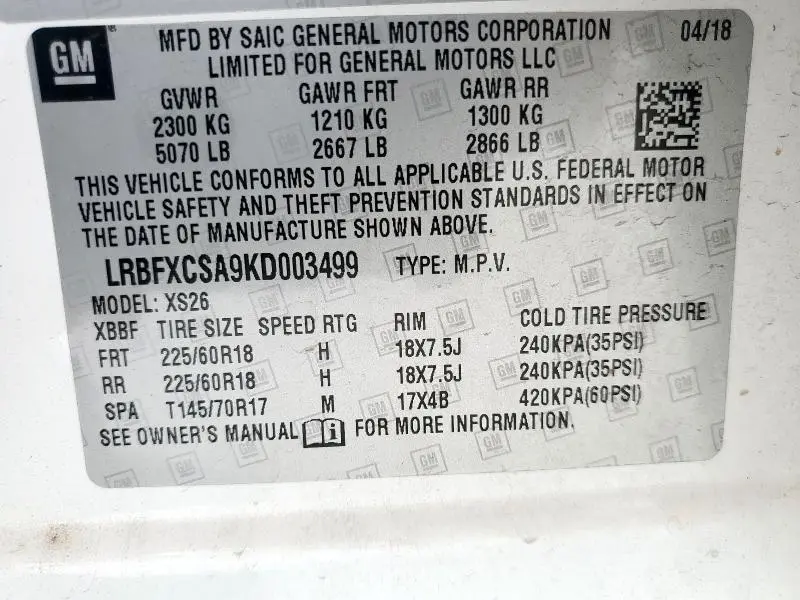 GM
MFD BY SAIC GENERAL MOTORS CORPORATION 04/18
LIMITED FOR GENERAL MOTORS LLC
GVWR GAWR FRT GAWR RR
2300 KG 1210 KG 1300 KG
5070 LB 2667 LB 2866 LB
THIS VEHICLE CONFORMS TO ALL APPLICABLE U.S. FEDERAL MOTOR
VEHICLE SAFETY AND THEFT PREVENTION STANDARDS IN EFFECT ON
THE DATE OF MANUFACTURE SHOWN ABOVE.
LRBFXCSA9KD003499 TYPE: M.P.V.
MODEL: XS26
XBBF TIRE SIZE SPEED RTG RIM COLD TIRE PRESSURE
FRT 225/60R18 H 18X7.5J 240KPA(35PSI)
RR 225/60R18 H 18X7.5J 240KPA(35PSI)
SPA T145/70R17 M 17X4B 420KPA(60PSI)
SEE OWNER'S MANUAL i FOR MORE INFORMATION.